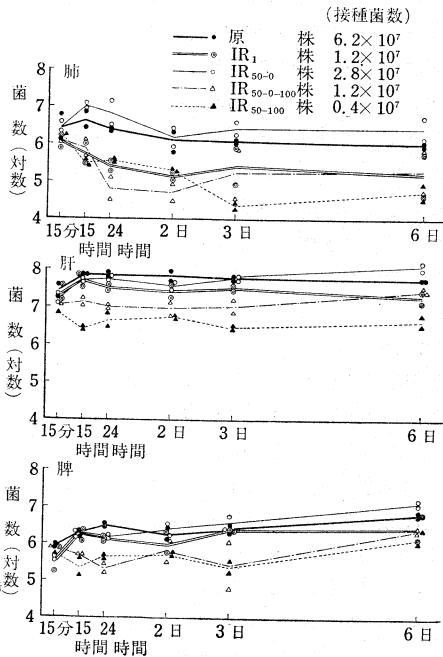 (接種菌数)
原 株 6.2×10⁷
IR₁ 株 1.2×10⁷
IR₅₀₋₀ 株 2.8×10⁷
IR₅₀₋₀₋₁₀₀ 株 1.2×10⁷
IR₅₀₋₁₀₀ 株 0.4×10⁷
肺
菌数(対数)
8
7
6
5
4
15分 15時間 24時間 2日 3日 6日
肝
菌数(対数)
8
7
6
5
4
15分 15時間 24時間 2日 3日 6日
脾
菌数(対数)
8
7
6
5
4
15分 15時間 24時間 2日 3日 6日